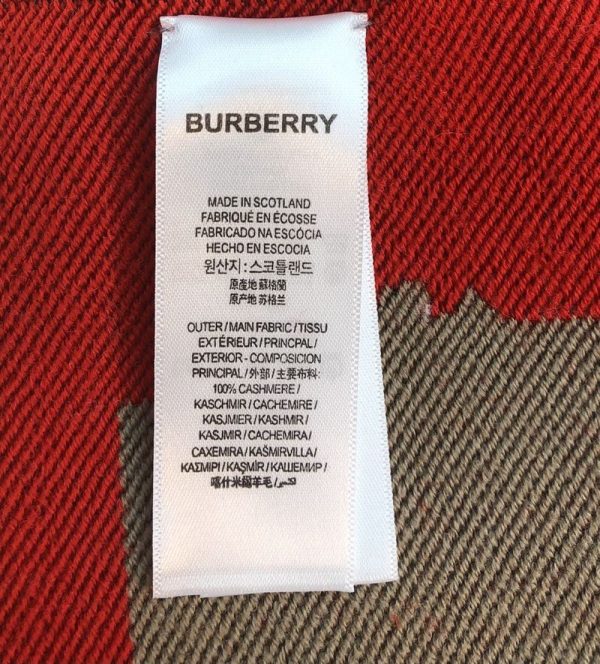 BURBERRY
MADE IN SCOTLAND
FABRIQUÉ EN ÉCOSSE
FABRICADO NA ESCÓCIA
HECHO EN ESCOCIA
원산지 : 스코틀랜드
原產地 蘇格蘭
原产地 苏格兰
OUTER / MAIN FABRIC / TISSU
EXTÉRIEUR / PRINCPAL /
EXTERIOR - COMPOSICION
PRINCIPAL / 外部 / 主要布料:
100% CASHMERE /
KASCHMIR / CACHEMIRE /
KASJMIER / KASHMIR /
KASJMIR / CACHEMIRA /
CAXEMIRA / KAŠMIRVILLA /
ΚΑΣΜΙΡΙ / KAŞMİR / КАШЕМИР /
喀什米羊毛 /